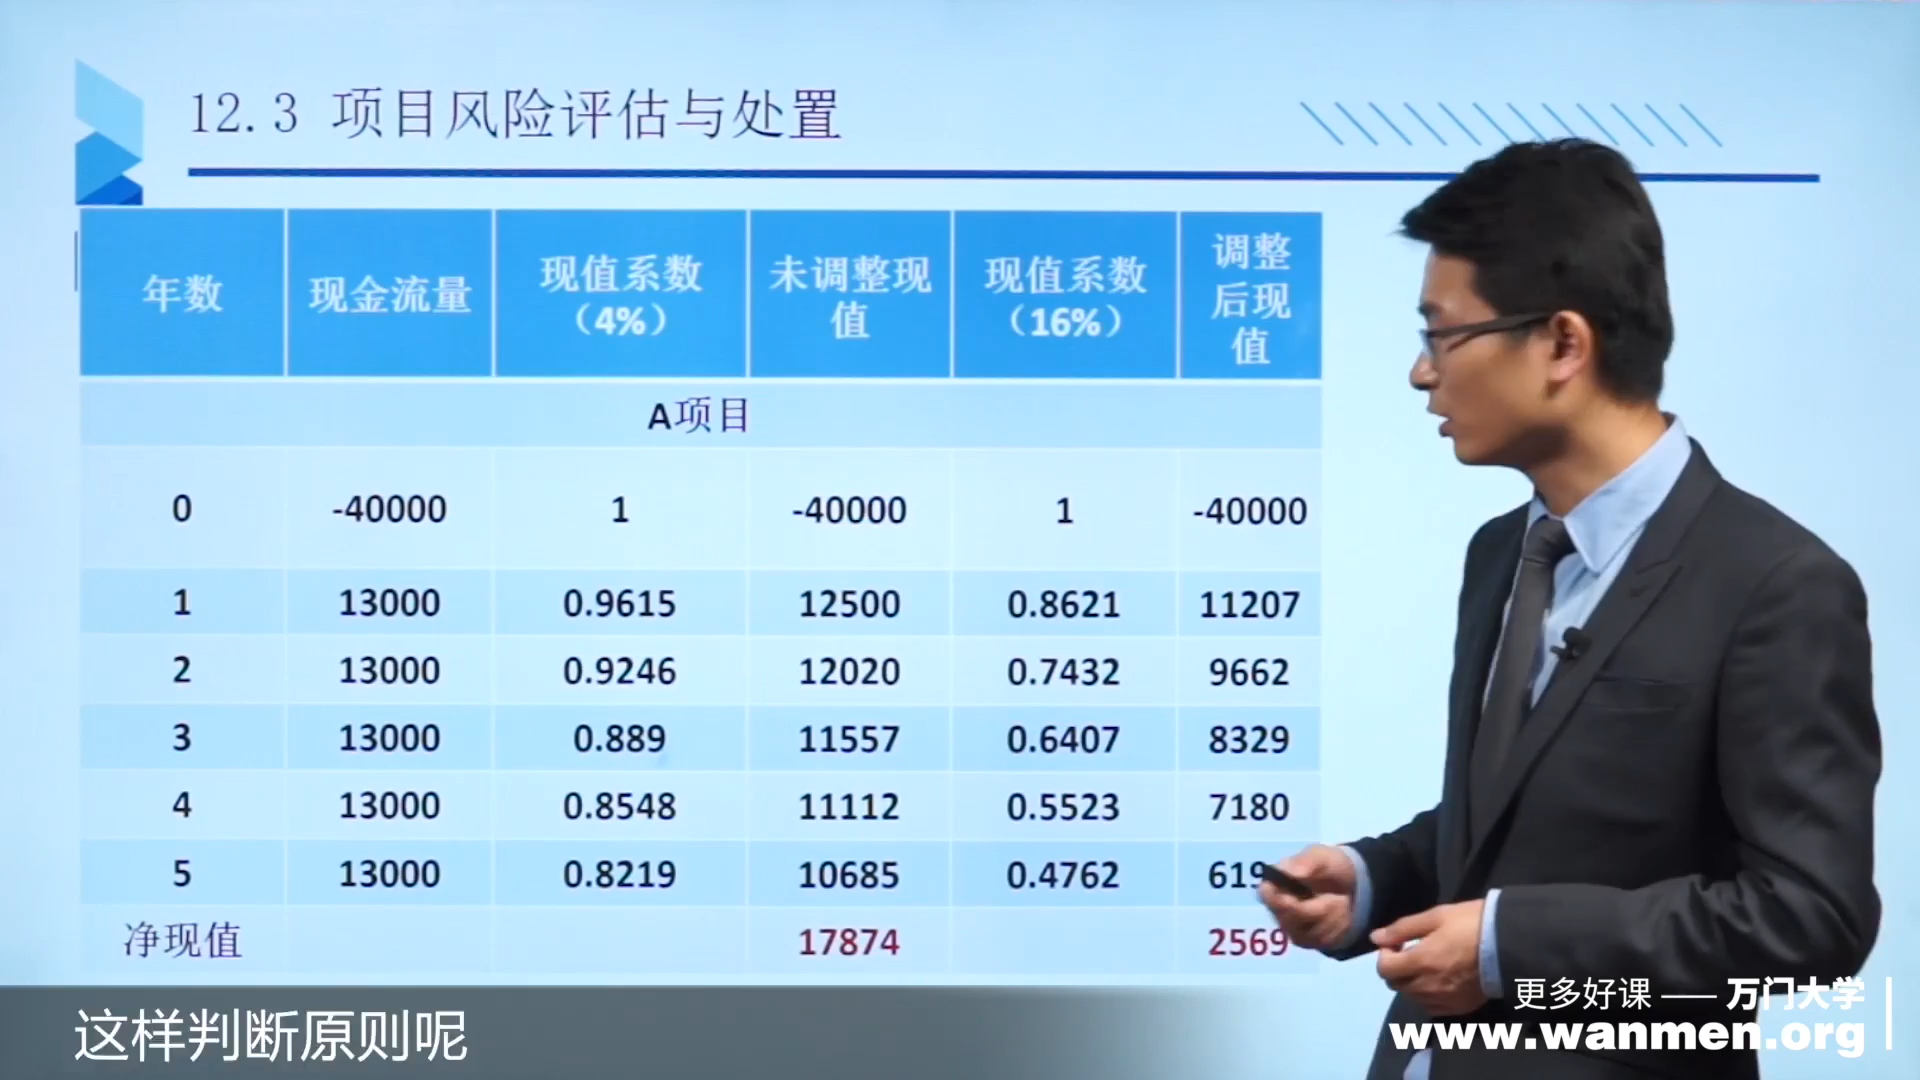 12.3 项目风险评估与处置
年数 现金流量 现值系数（4%） 未调整现值 现值系数（16%） 调整后现值
A项目
0 -40000 1 -40000 1 -40000
1 13000 0.9615 12500 0.8621 11207
2 13000 0.9246 12020 0.7432 9662
3 13000 0.889 11557 0.6407 8329
4 13000 0.8548 11112 0.5523 7180
5 13000 0.8219 10685 0.4762
净现值 17874 2569
这样判断原则呢
更多好课 —— 万门大学
www.wanmen.org